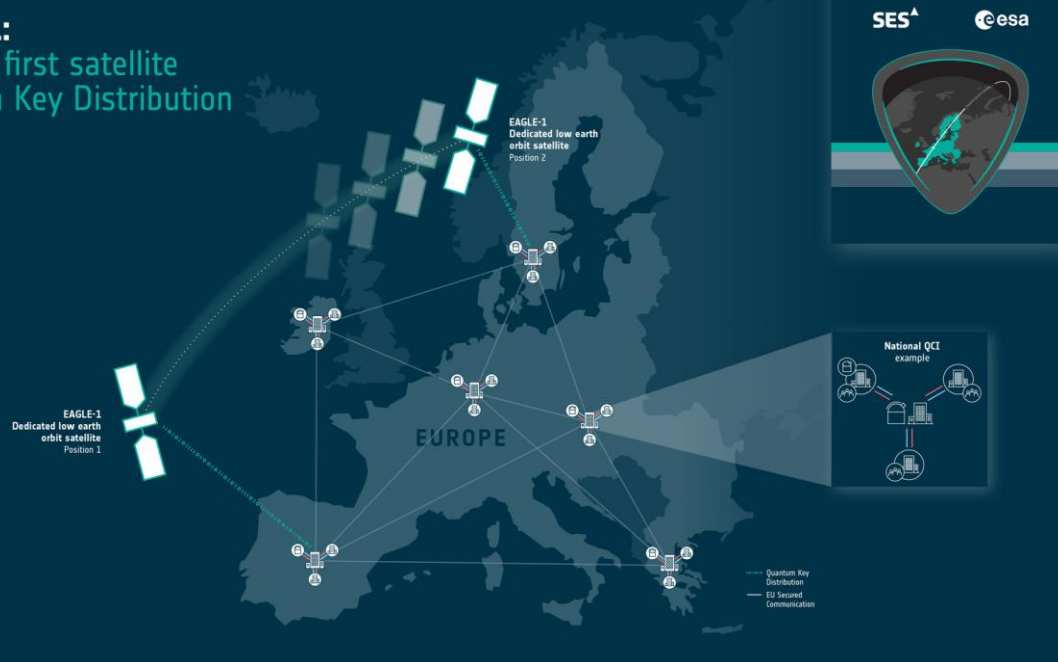 :
first satellite
Key Distribution
SES
esa
EAGLE-1
Dedicated low earth
orbit satellite
Position 2
National QCI
example
EAGLE-1
Dedicated low earth
orbit satellite
Position 1
EUROPE
Quantum Key
Distribution
EU Secured
Communication